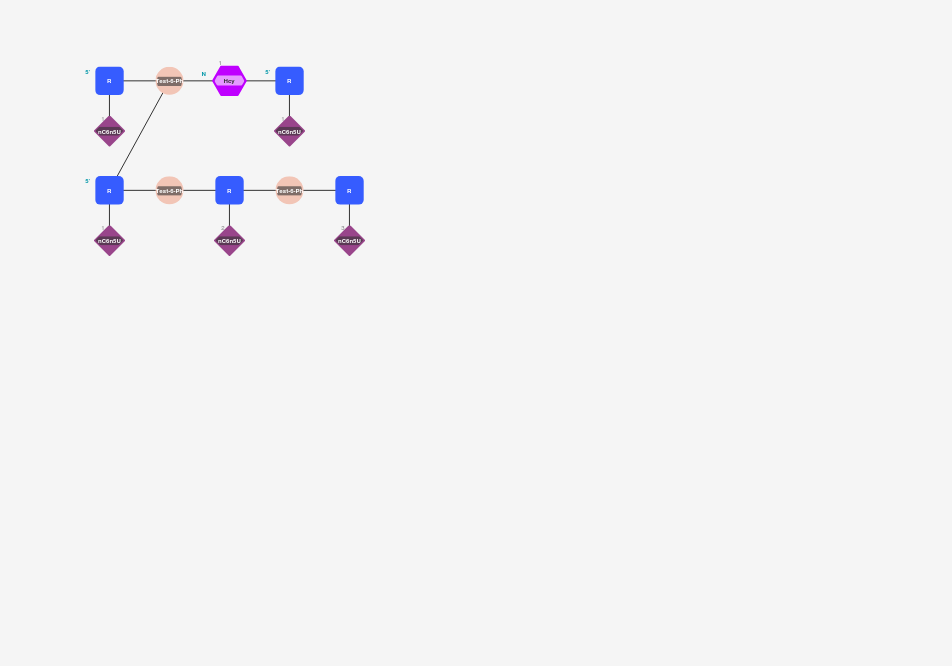 5' R Test-6-Ph N 1 Hcy 5' R
nC6n5U nC6n5U
5' R Test-6-Ph R Test-6-Ph R
nC6n5U 2 nC6n5U 3 nC6n5U